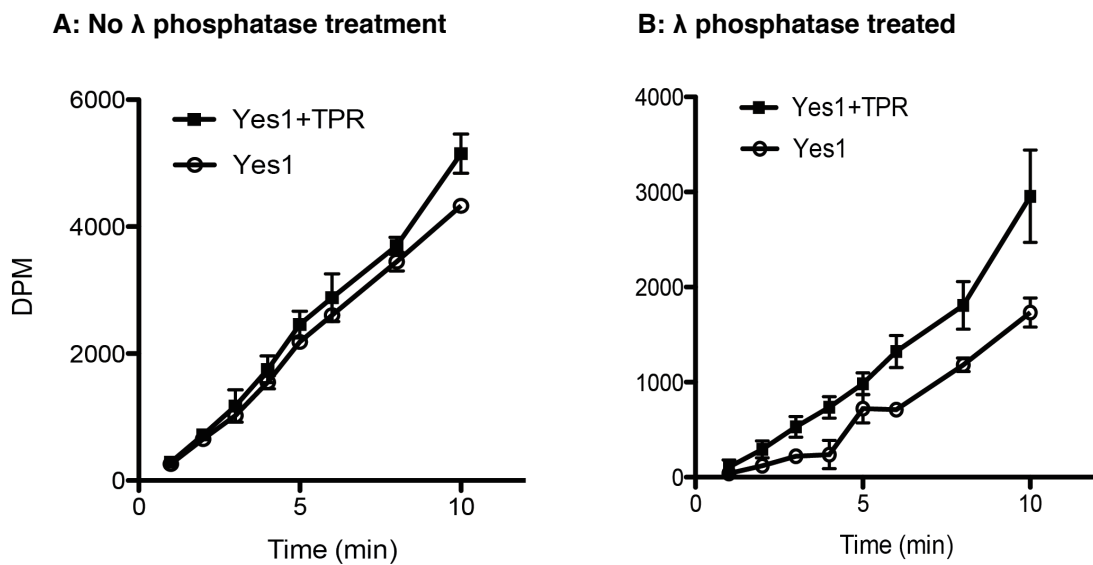 A: No λ phosphatase treatment
6000
4000
2000
0
DPM
Yes1+TPR
Yes1
0 5 10
Time (min)
B: λ phosphatase treated
4000
3000
2000
1000
0
Yes1+TPR
Yes1
0 5 10
Time (min)